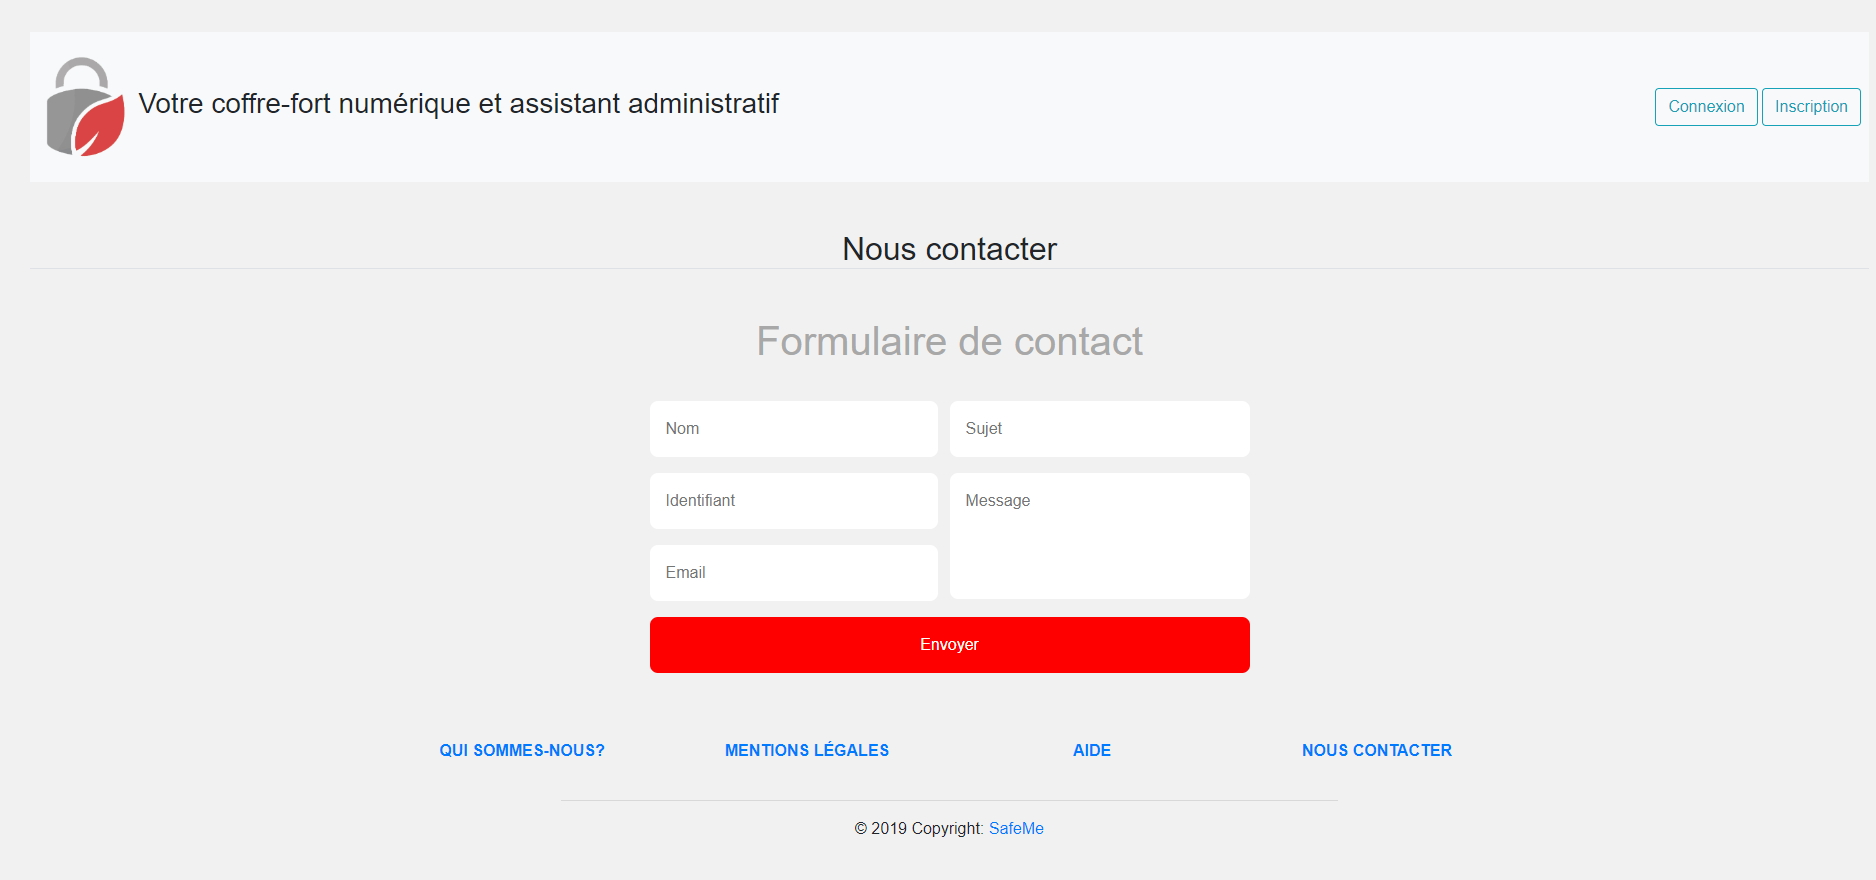 Votre coffre-fort numérique et assistant administratif
Connexion
Inscription
Nous contacter
Formulaire de contact
Nom
Sujet
Identifiant
Message
Email
Envoyer
QUI SOMMES-NOUS?
MENTIONS LÉGALES
AIDE
NOUS CONTACTER
© 2019 Copyright: SafeMe